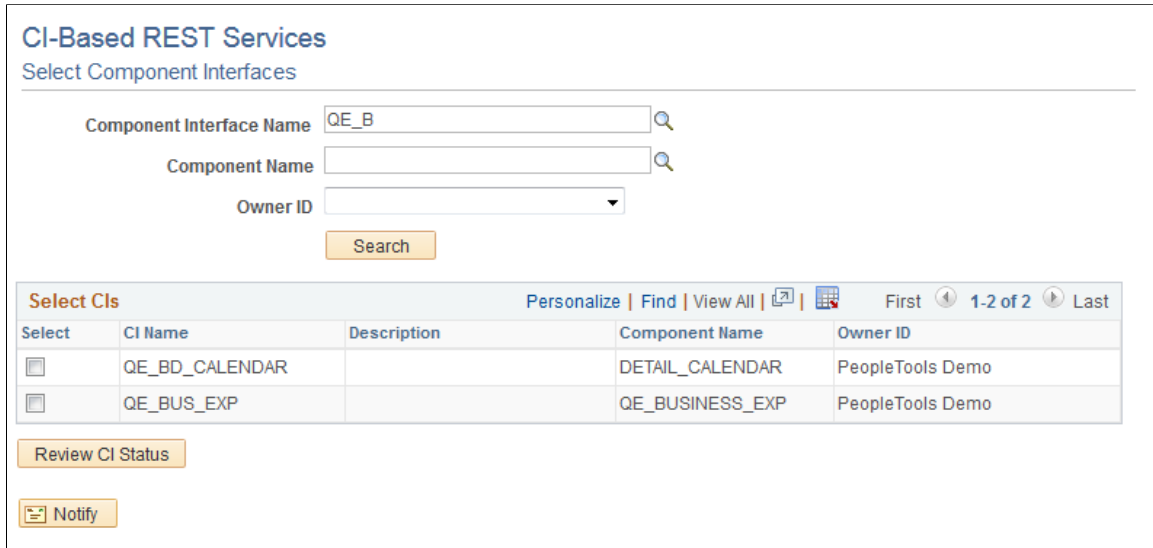 CI-Based REST Services
Select Component Interfaces
Component Interface Name QE_B
Component Name
Owner ID
Search
Select CIs Personalize | Find | View All | | First 1-2 of 2 Last
Select CI Name Description Component Name Owner ID
QE_BD_CALENDAR DETAIL_CALENDAR PeopleTools Demo
QE_BUS_EXP QE_BUSINESS_EXP PeopleTools Demo
Review CI Status
Notify